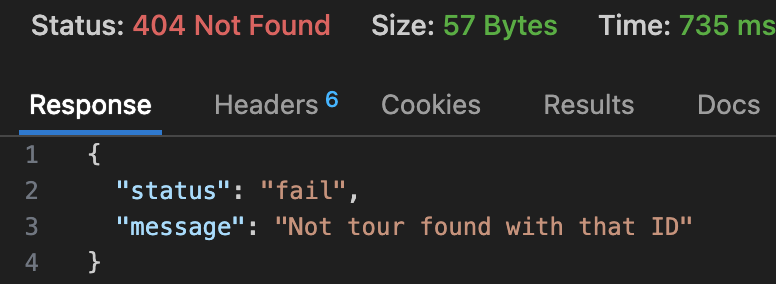 Status: 404 Not Found Size: 57 Bytes Time: 735 ms
Response Headers 6 Cookies Results Docs
1 {
2 "status": "fail",
3 "message": "Not tour found with that ID"
4 }